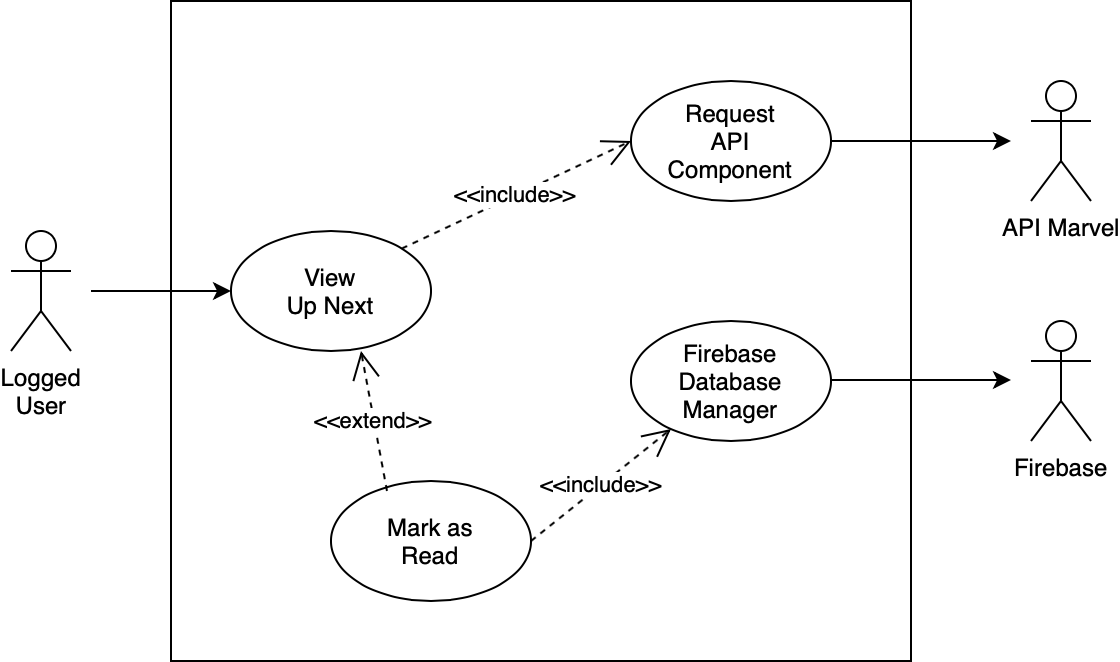 Request
API
Component
<<include>>
API Marvel
View
Up Next
Logged
User
Firebase
Database
Manager
<<extend>>
<<include>>
Firebase
Mark as
Read